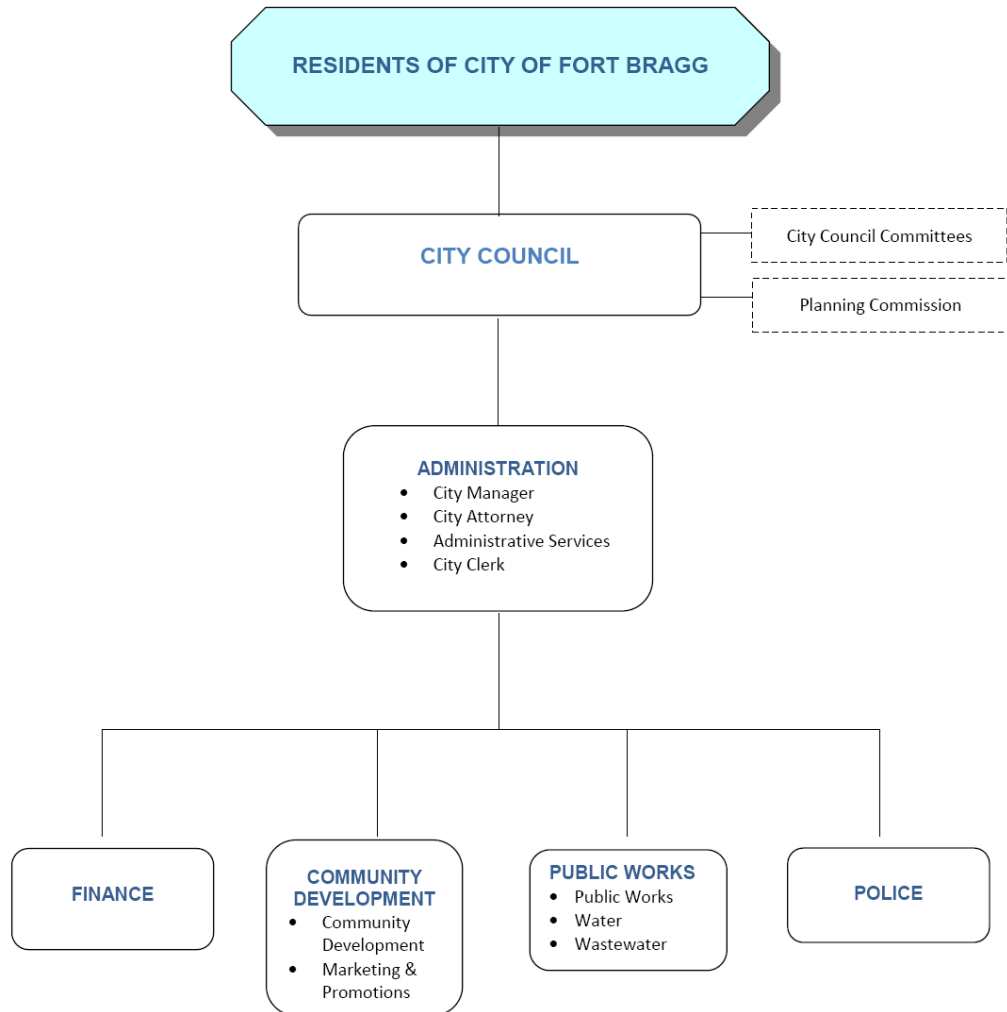 RESIDENTS OF CITY OF FORT BRAGG
CITY COUNCIL
City Council Committees
Planning Commission
ADMINISTRATION
• City Manager
• City Attorney
• Administrative Services
• City Clerk
FINANCE
COMMUNITY
DEVELOPMENT
• Community
Development
• Marketing &
Promotions
PUBLIC WORKS
• Public Works
• Water
• Wastewater
POLICE